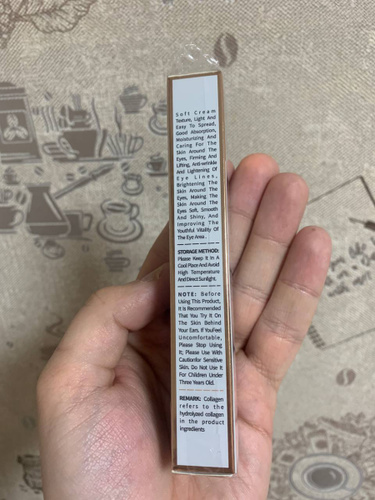 Soft Cream
Texture, Light And
Easy To Spread,
Good Absorption,
Moisturizing And
Caring For The
Skin Around The
Eyes, Firming And
Lifting, Anti-wrinkle
And Lightening Of
Eye Lines,
Brightening The
Skin Around The
Eyes, Making The
Skin Around The
Eyes Soft, Smooth
And Shiny, And
Improving The
Youthful Vitality Of
The Eye Area.
STORAGE METHOD:
Please Keep It In A
Cool Place And Avoid
High Temperature
And Direct Sunlight.
NOTE: Before
Using This Product,
It Is Recommended
That You Try It On
The Skin Behind
Your Ears. If YouFeel
Uncomfortable,
Please Stop Using
It; Please Use With
Cautionfor Sensitive
Skin. Do Not Use It
For Children Under
Three Years Old.
REMARK: Collagen
refers to the
hydrolyzed collagen
in the product
ingredients